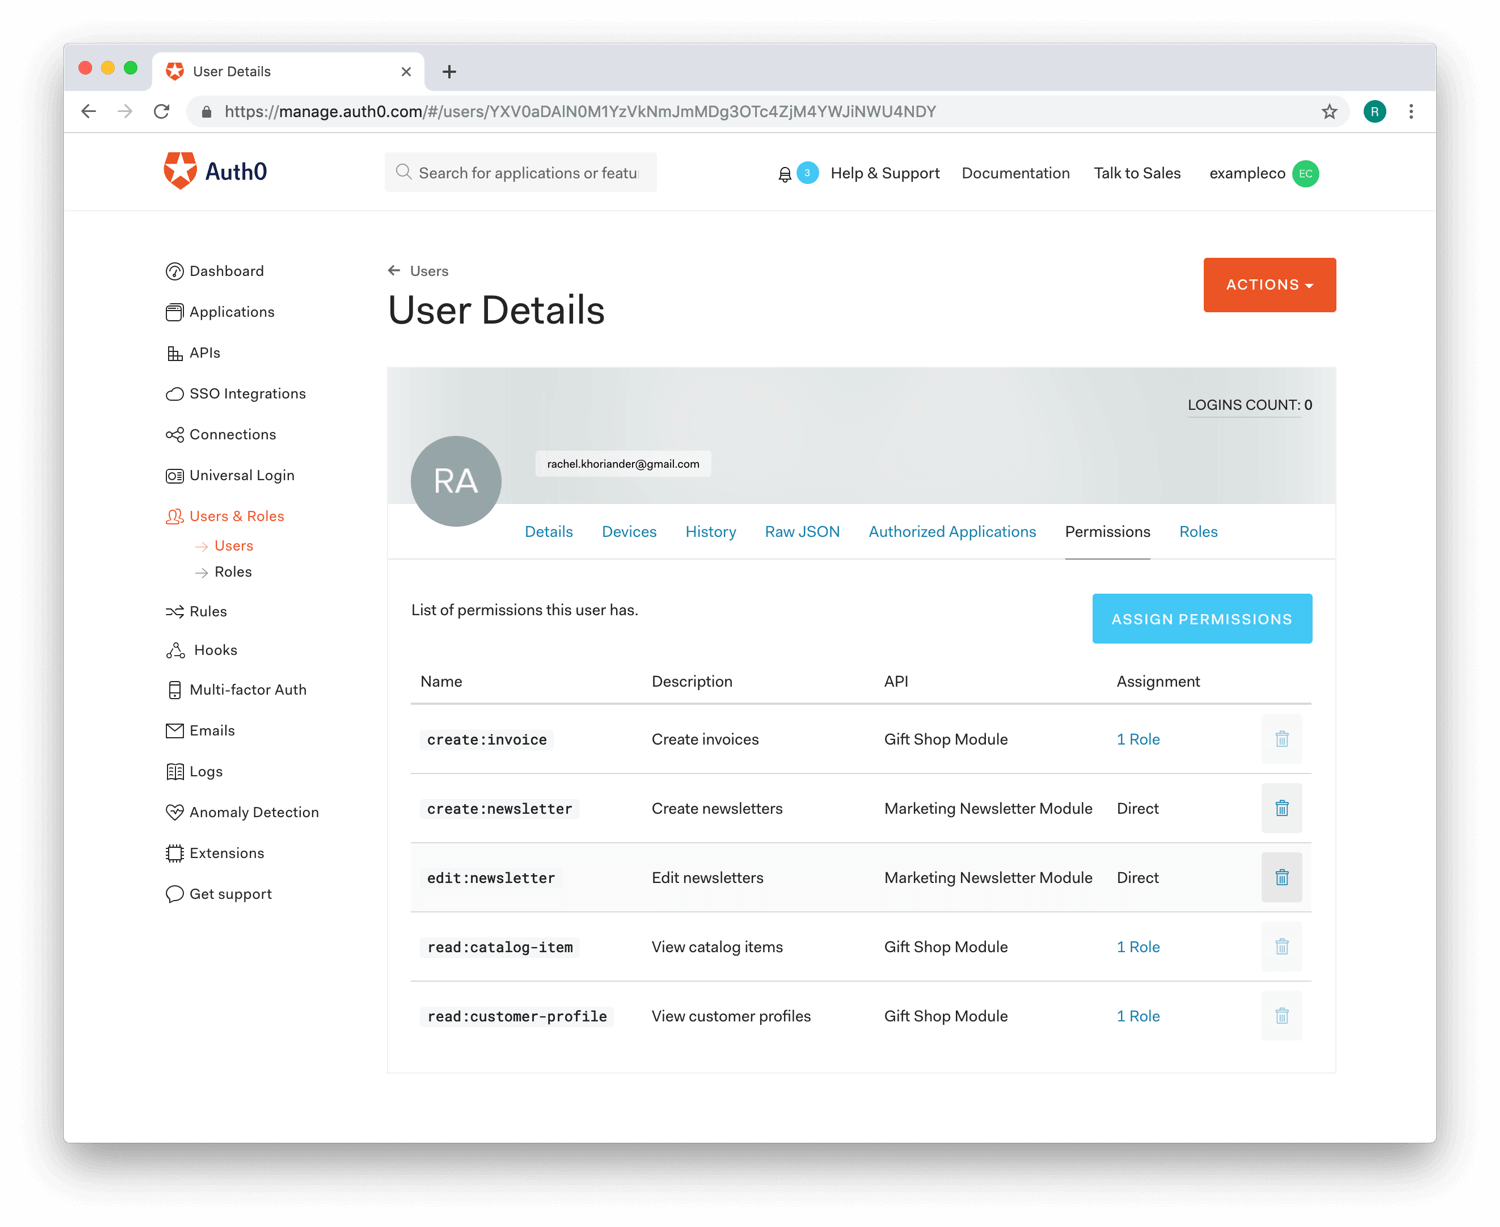 User Details
https://manage.auth0.com/#/users/YXV0aDAlN0M1YzVkNmJmMDg3OTc4ZjM4YWJiNWU4NDY
R
Auth0
Search for applications or featu
3
Help & Support
Documentation
Talk to Sales
exampleco
EC
Dashboard
Applications
APIs
SSO Integrations
Connections
Universal Login
Users & Roles
Users
Roles
Rules
Hooks
Multi-factor Auth
Emails
Logs
Anomaly Detection
Extensions
Get support
Users
User Details
ACTIONS
LOGINS COUNT: 0
RA
rachel.khoriander@gmail.com
Details Devices History Raw JSON Authorized Applications Permissions Roles
List of permissions this user has.
ASSIGN PERMISSIONS
Name Description API Assignment
create:invoice Create invoices Gift Shop Module 1 Role
create:newsletter Create newsletters Marketing Newsletter Module Direct
edit:newsletter Edit newsletters Marketing Newsletter Module Direct
read:catalog-item View catalog items Gift Shop Module 1 Role
read:customer-profile View customer profiles Gift Shop Module 1 Role